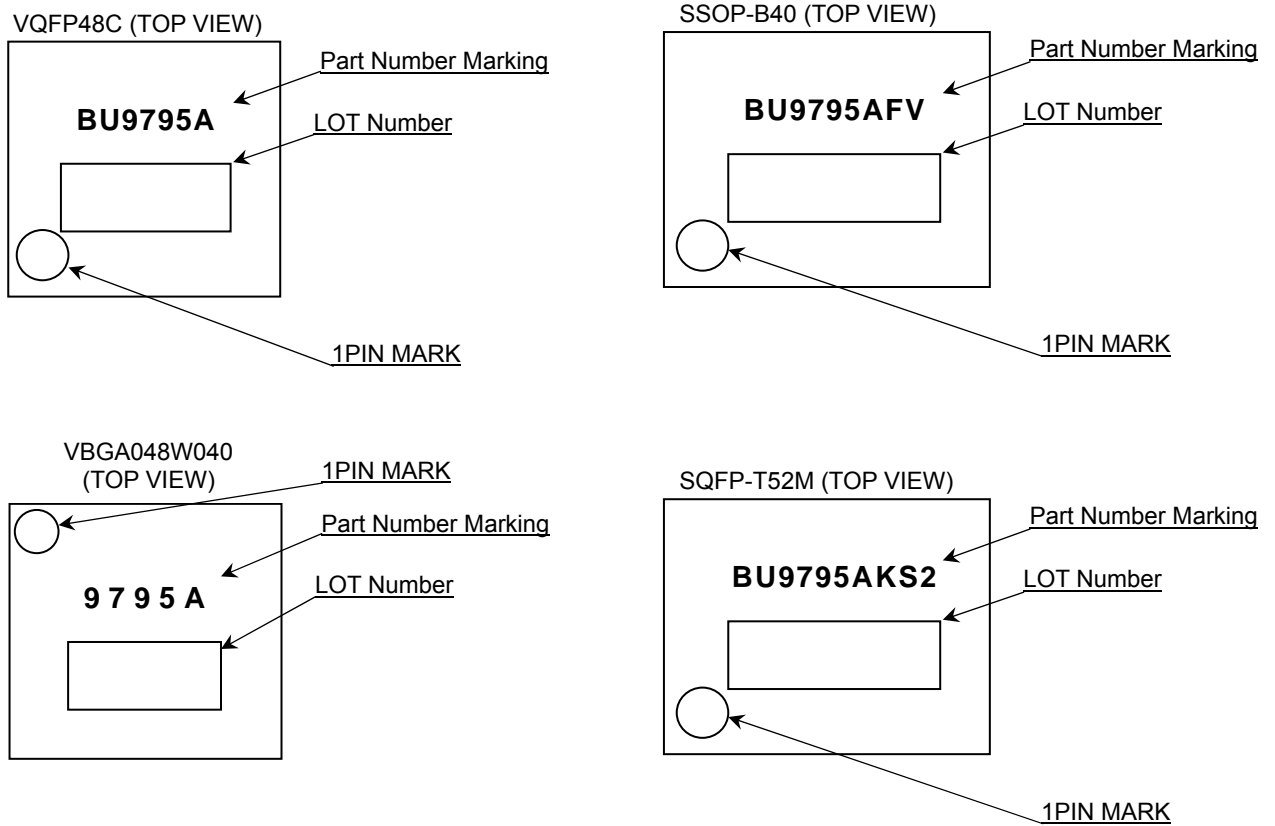 VQFP48C (TOP VIEW)
Part Number Marking
BU9795A
LOT Number
1PIN MARK
SSOP-B40 (TOP VIEW)
Part Number Marking
BU9795AFV
LOT Number
1PIN MARK
VBGA048W040
(TOP VIEW)
1PIN MARK
Part Number Marking
9795A
LOT Number
SQFP-T52M (TOP VIEW)
Part Number Marking
BU9795AKS2
LOT Number
1PIN MARK